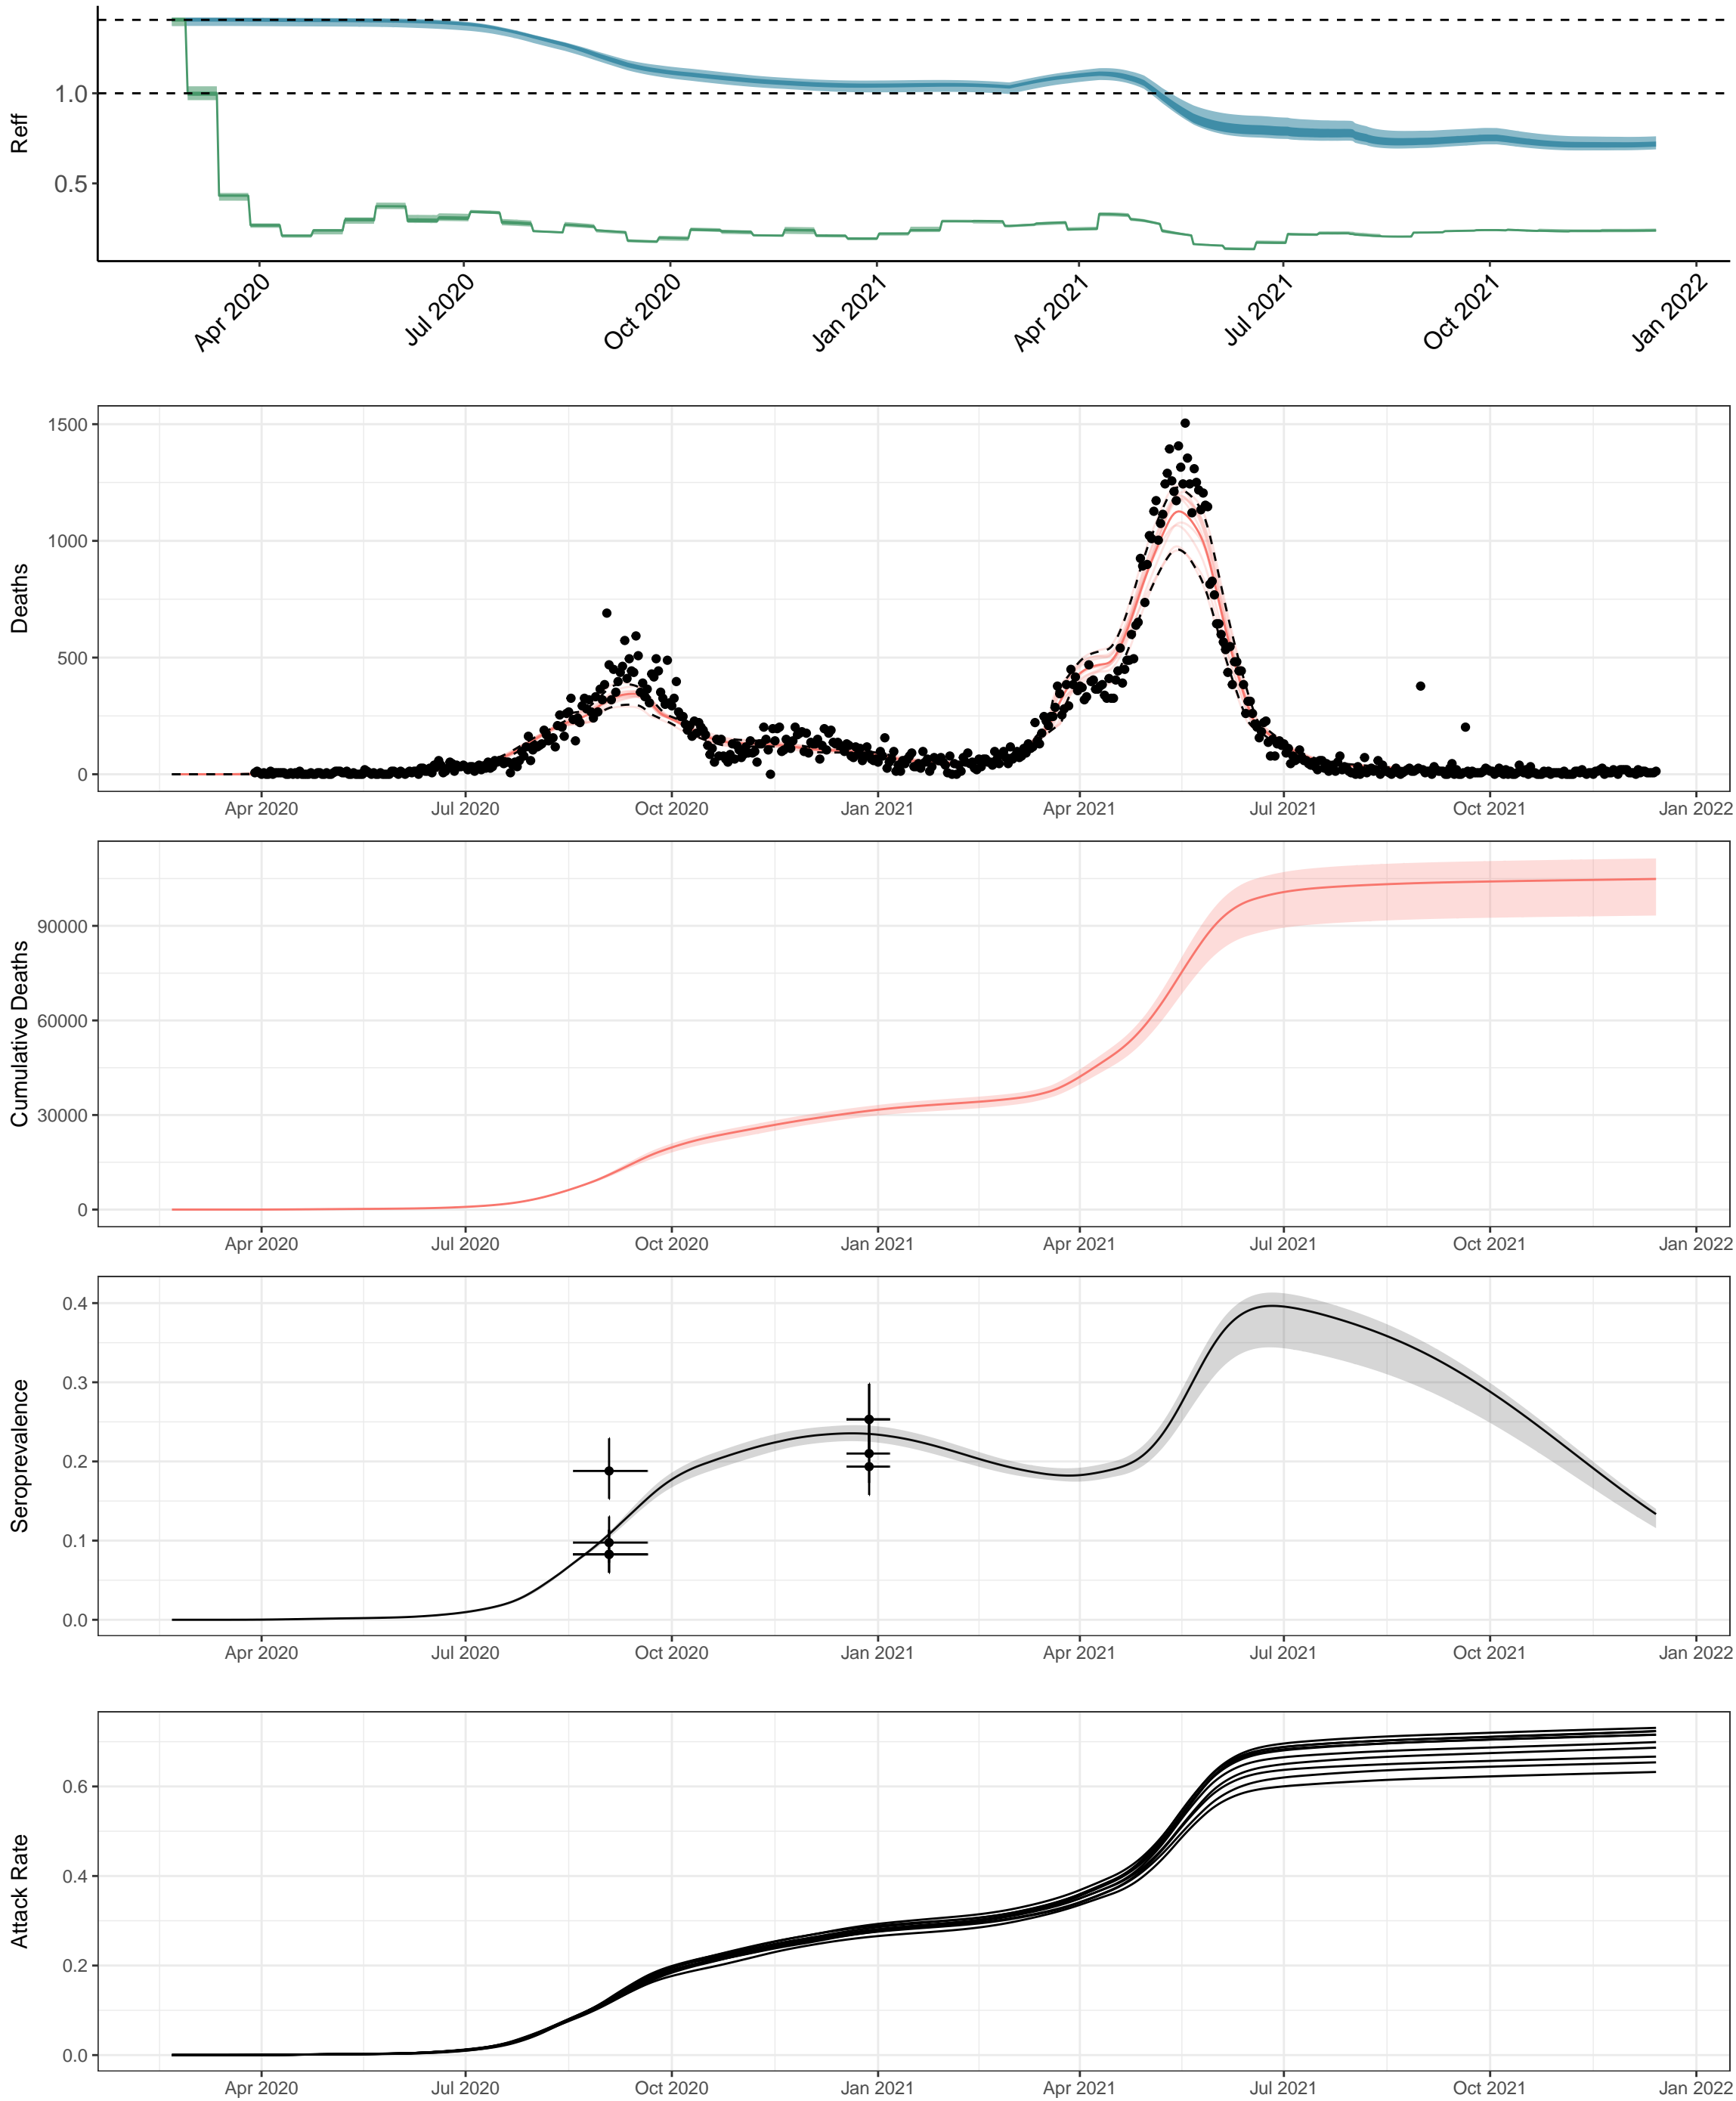 Reff
1.0
0.5
Apr 2020
Jul 2020
Oct 2020
Jan 2021
Apr 2021
Jul 2021
Oct 2021
Jan 2022
Deaths
1500
1000
500
0
Apr 2020 Jul 2020 Oct 2020 Jan 2021 Apr 2021 Jul 2021 Oct 2021 Jan 2022
Cumulative Deaths
90000
60000
30000
0
Apr 2020 Jul 2020 Oct 2020 Jan 2021 Apr 2021 Jul 2021 Oct 2021 Jan 2022
Seroprevalence
0.4
0.3
0.2
0.1
0.0
Apr 2020 Jul 2020 Oct 2020 Jan 2021 Apr 2021 Jul 2021 Oct 2021 Jan 2022
Attack Rate
0.6
0.4
0.2
0.0
Apr 2020 Jul 2020 Oct 2020 Jan 2021 Apr 2021 Jul 2021 Oct 2021 Jan 2022